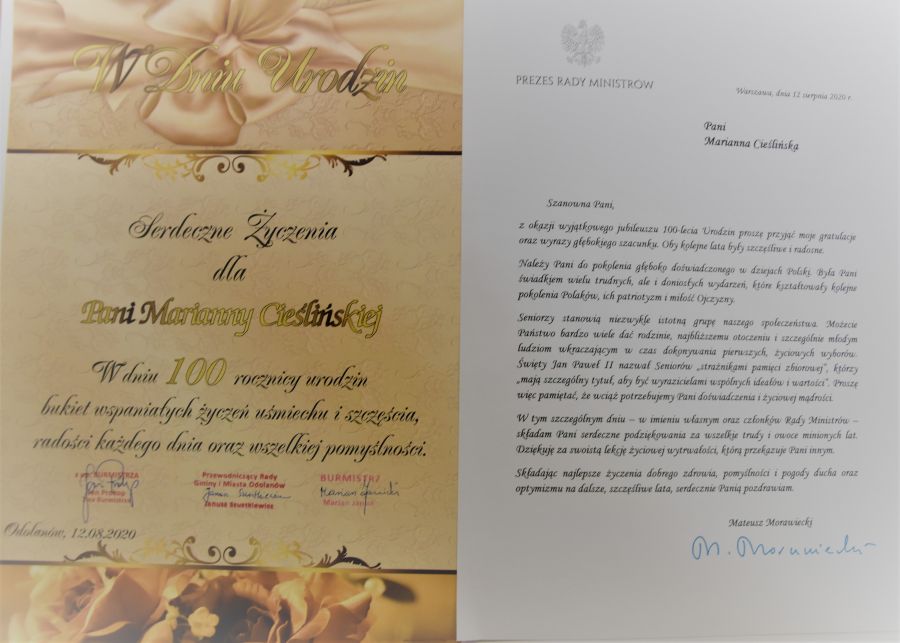 W Dniu Urodzin
Serdeczne Życzenia
dla
Pani Marianny Cieślińskiej
W dniu 100 rocznicy urodzin
bukiet wspaniałych życzeń uśmiechu i szczęścia,
radości każdego dnia oraz wszelkiej pomyślności.
BURMISTRZA
Jan Prokop
Przewodniczący Rady
Gminy i Miasta Odolanów
Janusz Szustkiewicz
BURMISTRZ
Marian Janicki
Odolanów, 12.08.2020
PREZES RADY MINISTRÓW
Warszawa, dnia 12 sierpnia 2020 r.
Pani
Marianna Cieślińska
Szanowna Pani,
z okazji wyjątkowego jubileuszu 100-lecia Urodzin proszę przyjąć moje gratulacje
oraz wyrazy głębokiego szacunku. Oby kolejne lata były szczęśliwe i radosne.
Należy Pani do pokolenia głęboko doświadczonego w dziejach Polski. Była Pani
świadkiem wielu trudnych, ale i doniosłych wydarzeń, które kształtowały kolejne
pokolenia Polaków, ich patriotyzm i miłość Ojczyzny.
Seniorzy stanowią niezwykle istotną grupę naszego społeczeństwa. Możecie
Państwo bardzo wiele dać rodzinie, najbliższemu otoczeniu i szczególnie młodym
ludziom wkraczającym w czas dokonywania pierwszych, życiowych wyborów.
Święty Jan Paweł II nazwał Seniorów „strażnikami pamięci zbiorowej", którzy
„mają szczególny tytuł, aby być wyrazicielami wspólnych ideałów i wartości". Proszę
więc pamiętać, że wciąż potrzebujemy Pani doświadczenia i życiowej mądrości.
W tym szczególnym dniu – w imieniu własnym oraz członków Rady Ministrów –
składam Pani serdeczne podziękowania za wszelkie trudy i owoce minionych lat.
Dziękuję za swoistą lekcję życiowej wytrwałości, którą przekazuje Pani innym.
Składając najlepsze życzenia dobrego zdrowia, pomyślności i pogody ducha oraz
optymizmu na dalsze, szczęśliwe lata, serdecznie Panią pozdrawiam.
Mateusz Morawiecki
M. Morawiecki